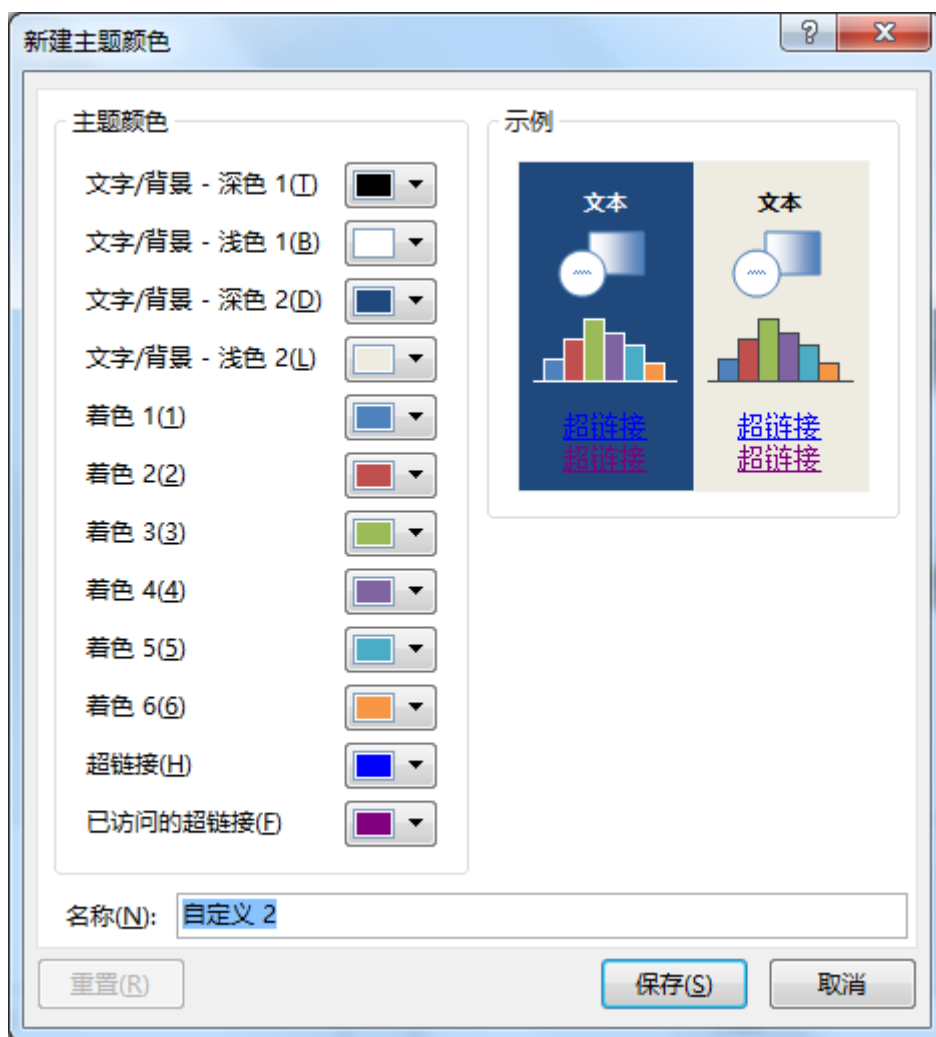 新建主题颜色
主题颜色
文字/背景 - 深色 1(T)
文字/背景 - 浅色 1(B)
文字/背景 - 深色 2(D)
文字/背景 - 浅色 2(L)
着色 1(1)
着色 2(2)
着色 3(3)
着色 4(4)
着色 5(5)
着色 6(6)
超链接(H)
已访问的超链接(F)
示例
文本
超链接
超链接
文本
超链接
超链接
名称(N): 自定义 2
重置(R) 保存(S) 取消